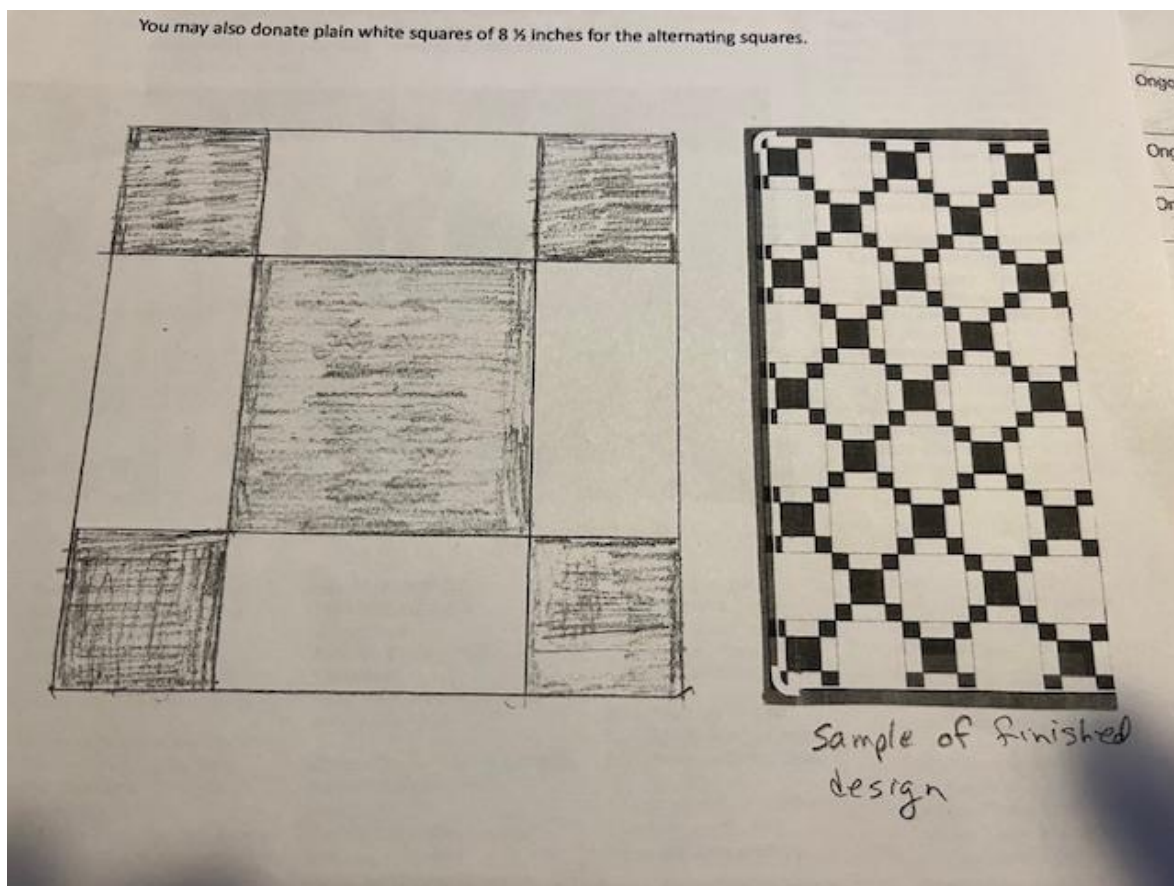 You may also donate plain white squares of 8 ½ inches for the alternating squares.
Sample of finished
design